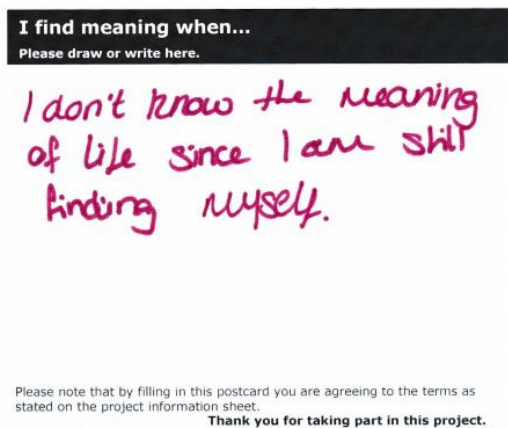 I find meaning when...
Please draw or write here.
I don't know the meaning
of life since I am still
finding myself.
Please note that by filling in this postcard you are agreeing to the terms as
stated on the project information sheet.
Thank you for taking part in this project.